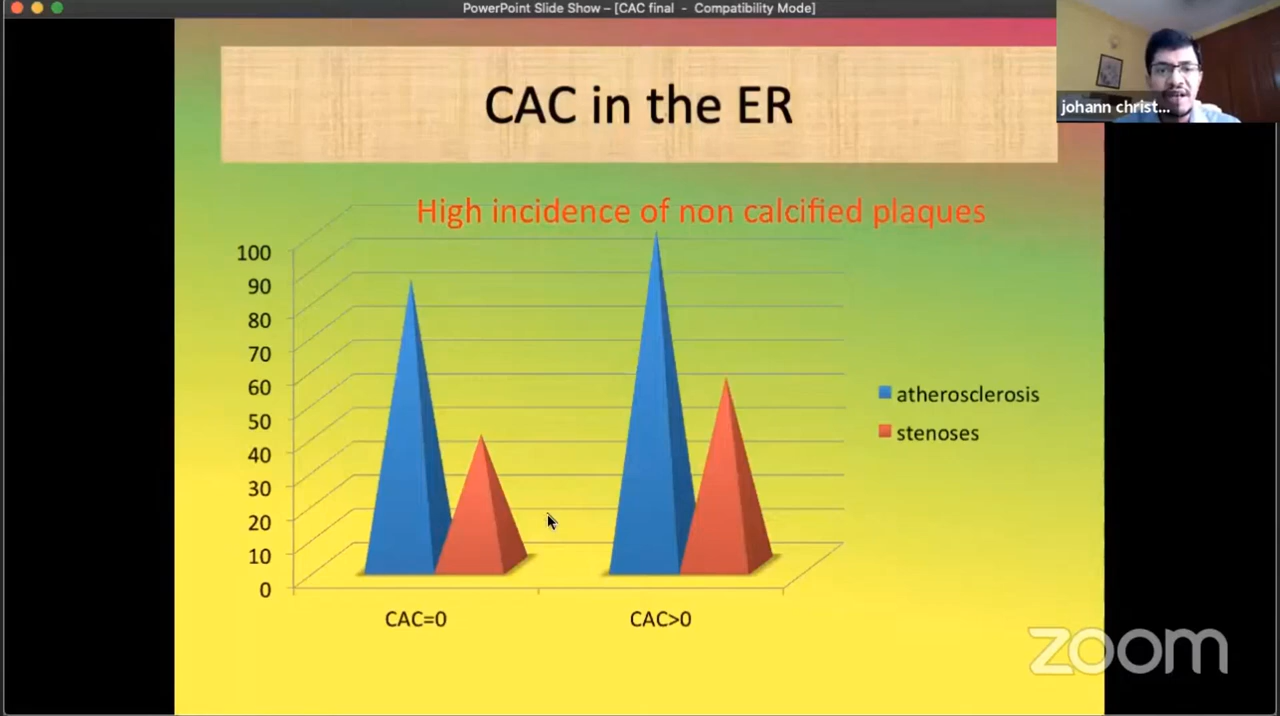 PowerPoint Slide Show – [CAC final - Compatibility Mode]
johann christ...
CAC in the ER
High incidence of non calcified plaques
100
90
80
70
60
50
40
30
20
10
0
CAC=0
CAC>0
atherosclerosis
stenoses
zoom